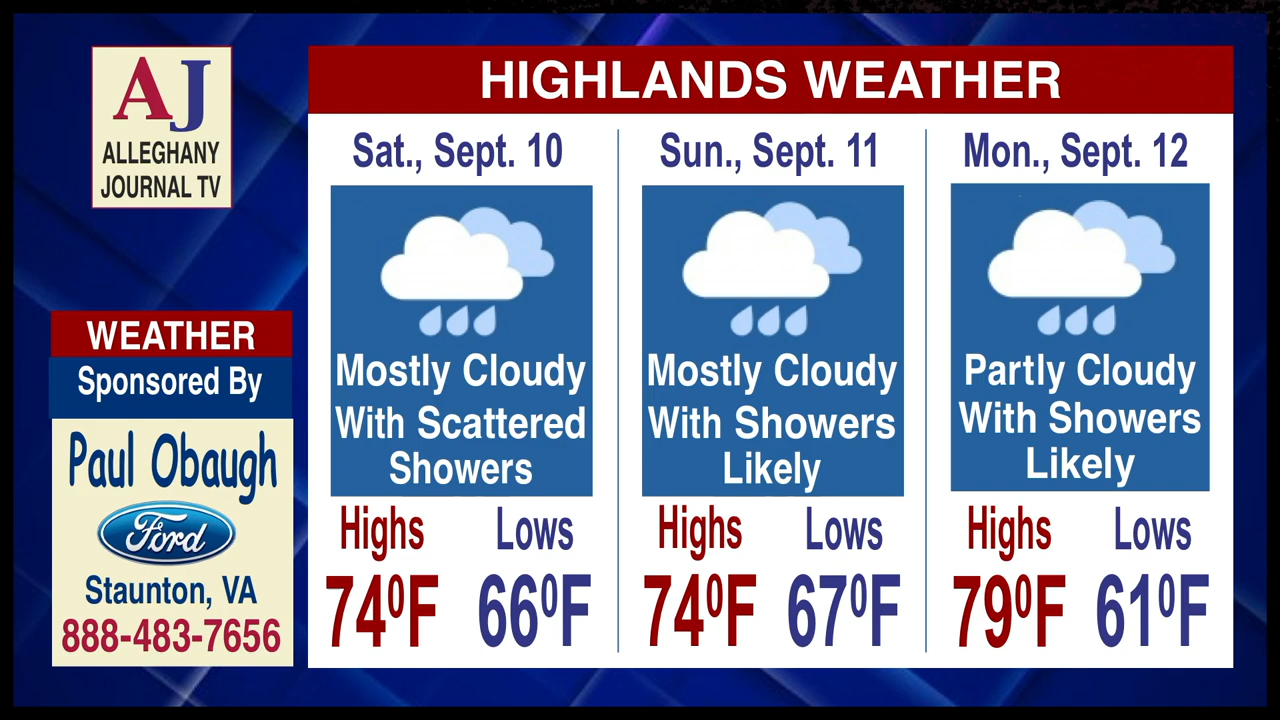 AJ
ALLEGHANY
JOURNAL TV
WEATHER
Sponsored By
Paul Obaugh
Ford
Staunton, VA
888-483-7656
HIGHLANDS WEATHER
Sat., Sept. 10
Mostly Cloudy
With Scattered
Showers
Highs Lows
74⁰F 66⁰F
Sun., Sept. 11
Mostly Cloudy
With Showers
Likely
Highs Lows
74⁰F 67⁰F
Mon., Sept. 12
Partly Cloudy
With Showers
Likely
Highs Lows
79⁰F 61⁰F